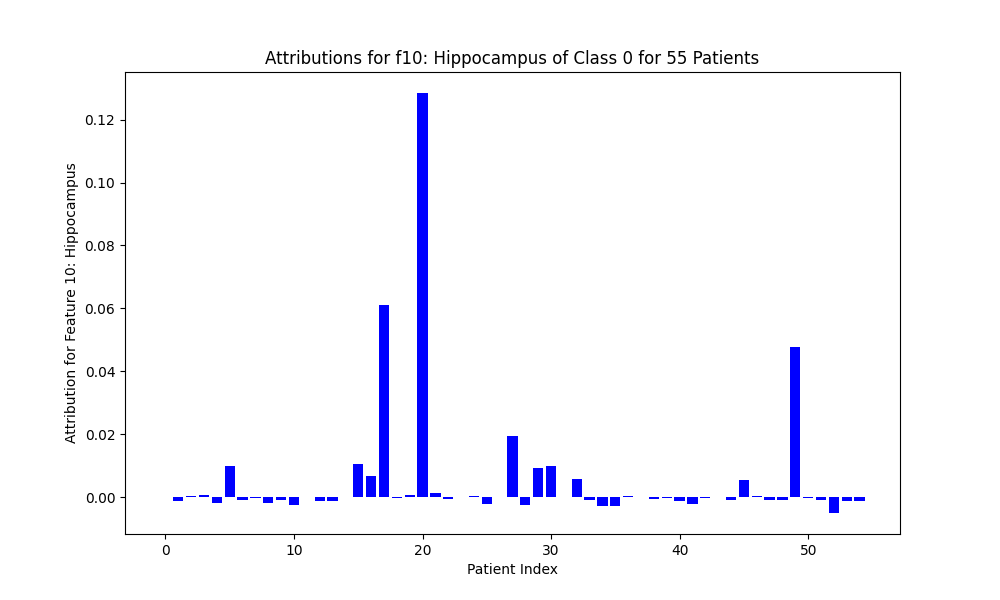 Attributions for f10: Hippocampus of Class 0 for 55 Patients
Attribution for Feature 10: Hippocampus
0.12
0.10
0.08
0.06
0.04
0.02
0.00
0 10 20 30 40 50
Patient Index